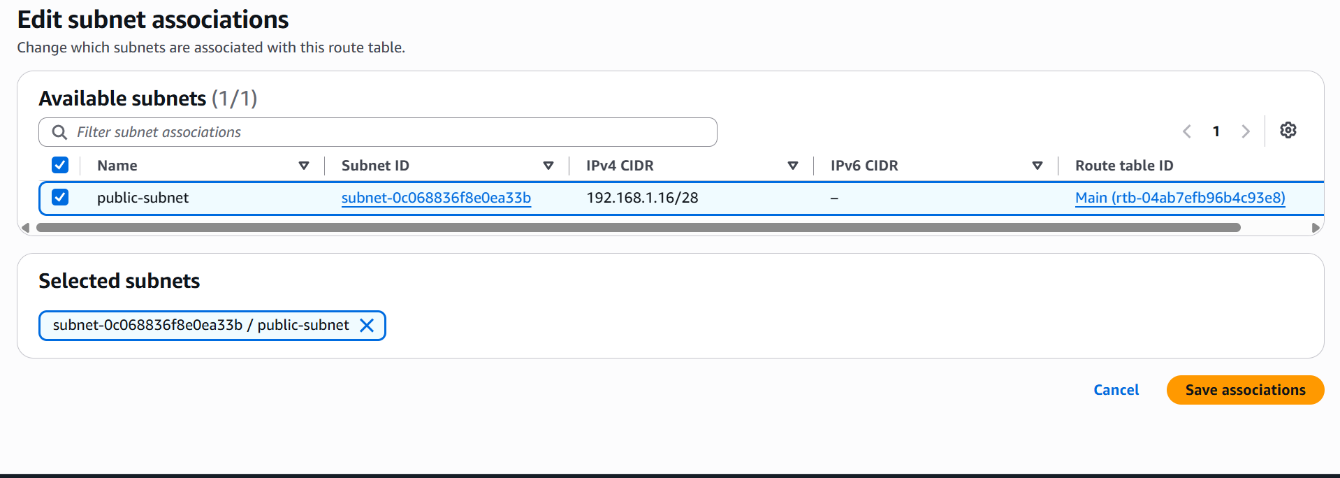 Edit subnet associations
Change which subnets are associated with this route table.
Available subnets (1/1)
Filter subnet associations
1
Name Subnet ID IPv4 CIDR IPv6 CIDR Route table ID
public-subnet subnet-0c068836f8e0ea33b 192.168.1.16/28 – Main (rtb-04ab7efb96b4c93e8)
Selected subnets
subnet-0c068836f8e0ea33b / public-subnet
Cancel Save associations